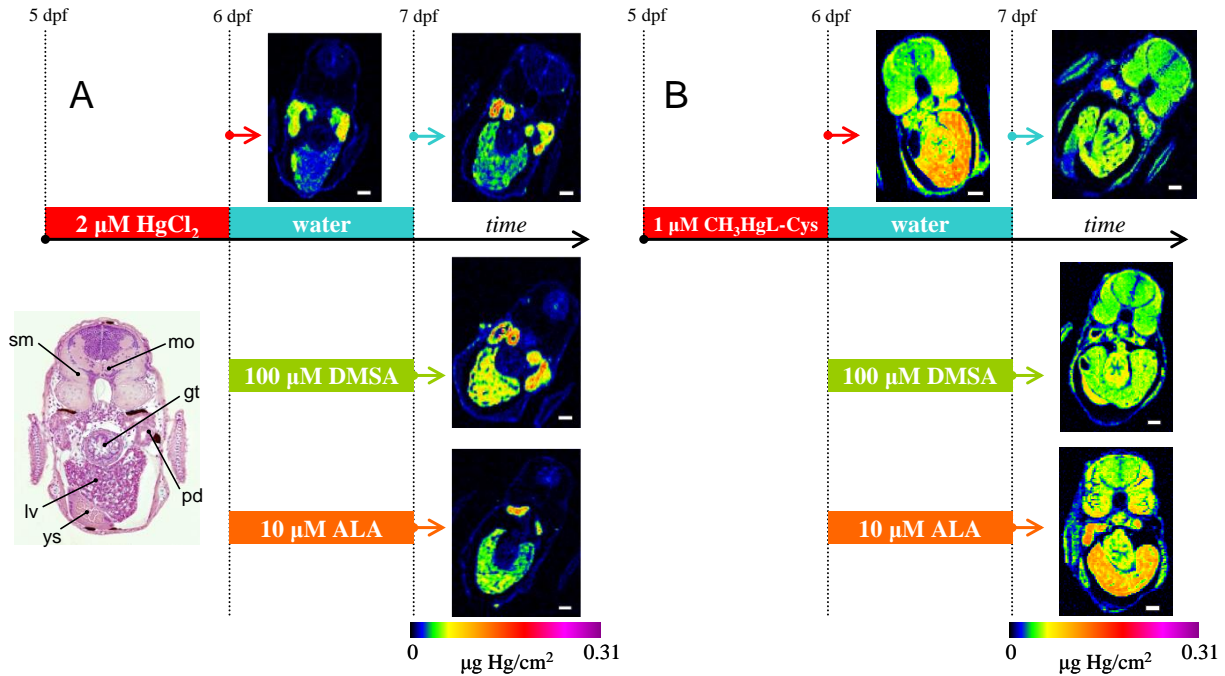 5 dpf
6 dpf
7 dpf
A
2 μM HgCl₂
water
time
sm
mo
gt
pd
lv
ys
100 μM DMSA
10 μM ALA
0
0.31
μg Hg/cm²
5 dpf
6 dpf
7 dpf
B
1 μM CH₃HgL-Cys
water
time
100 μM DMSA
10 μM ALA
0
0.31
μg Hg/cm²